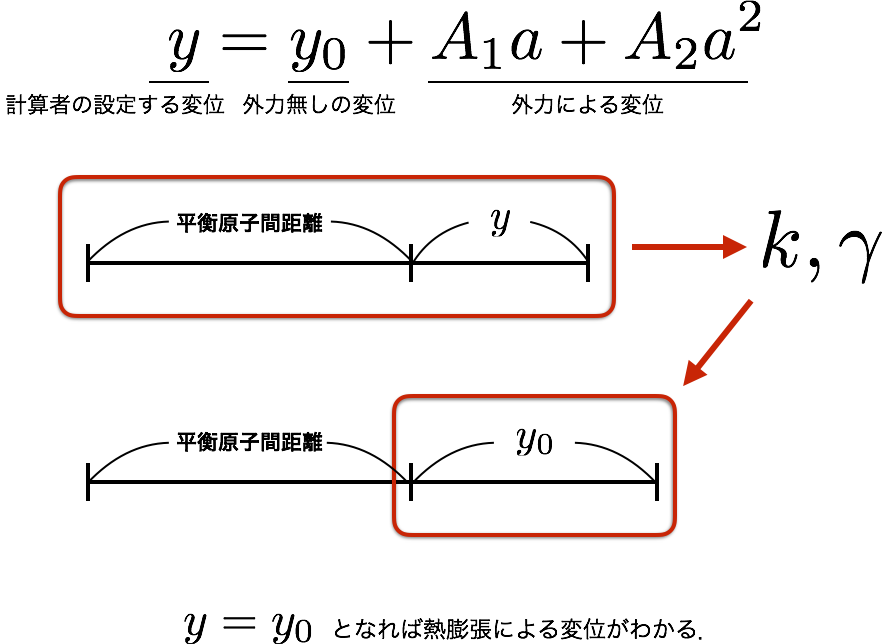 y = y₀ + A₁a + A₂a²
計算者の設定する変位 外力無しの変位 外力による変位
平衡原子間距離 y
k, γ
平衡原子間距離 y₀
y = y₀ となれば熱膨張による変位がわかる.